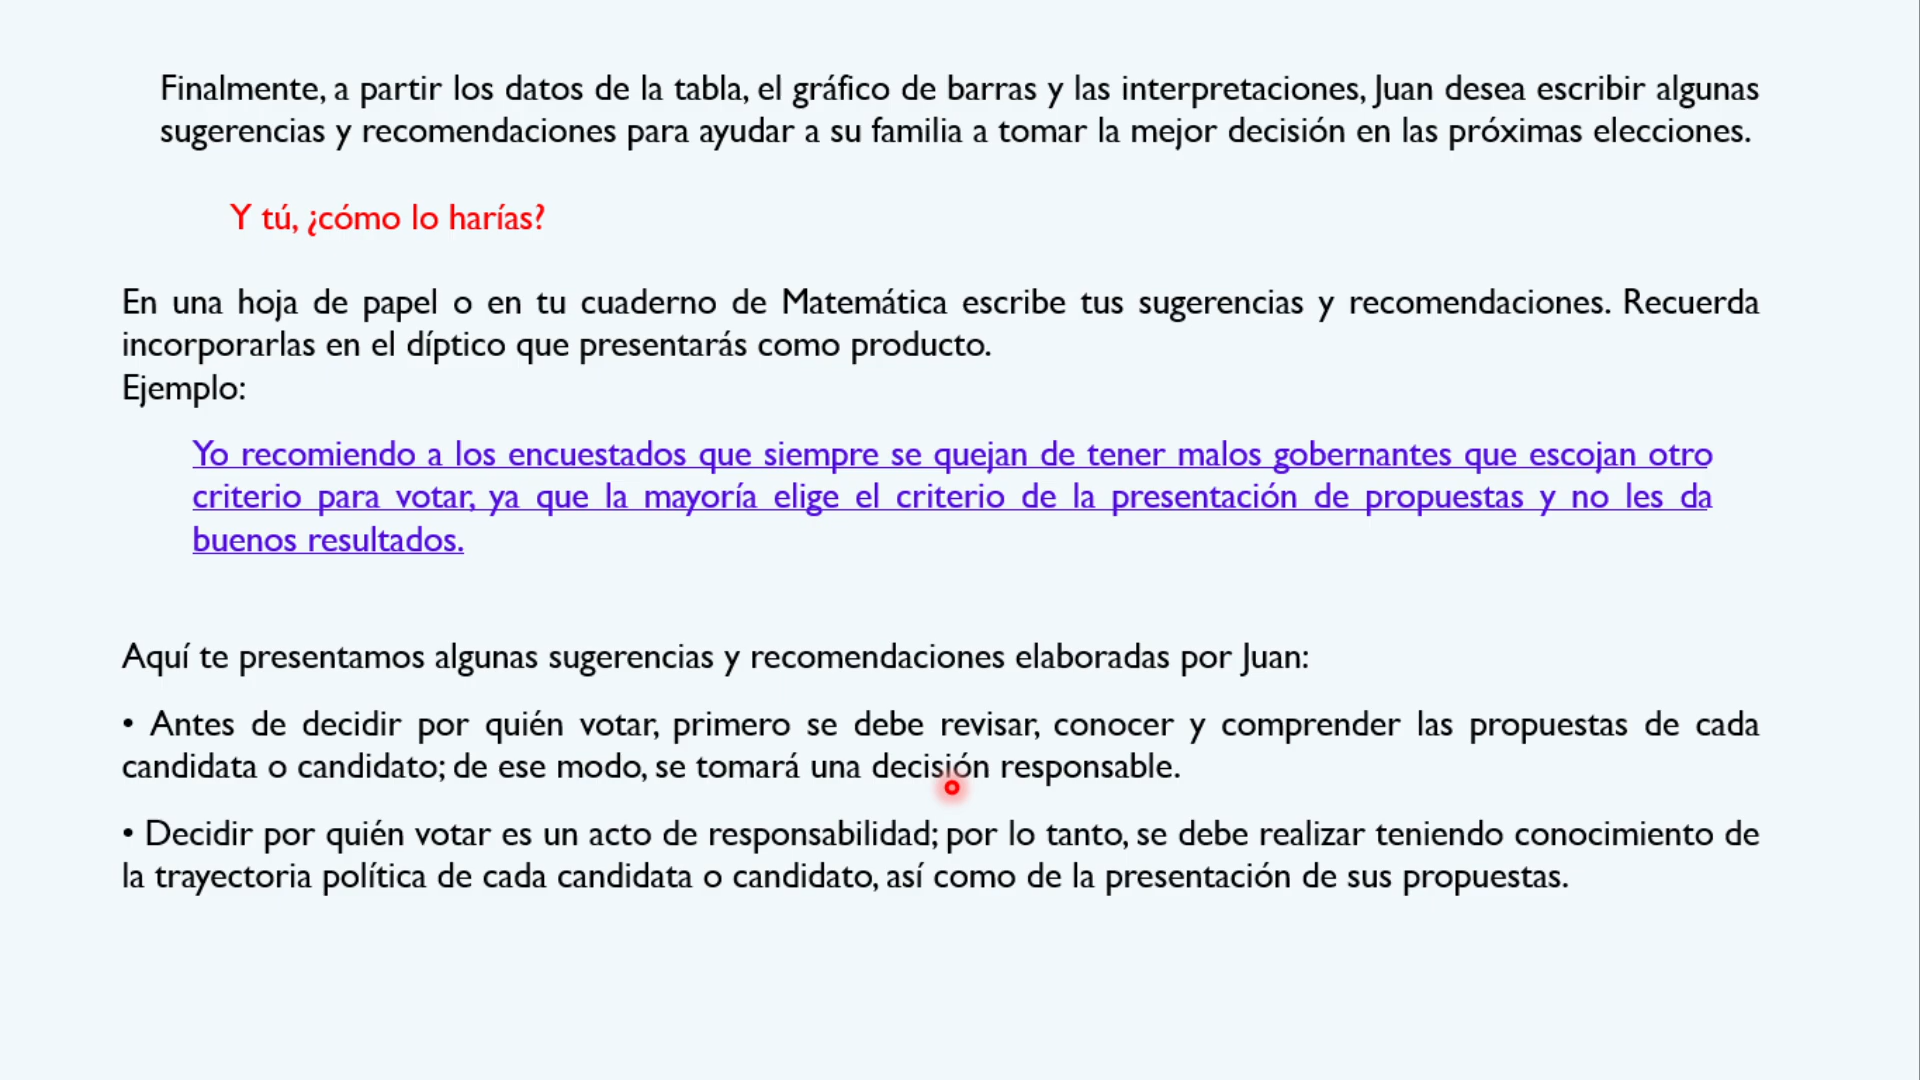 Finalmente, a partir los datos de la tabla, el gráfico de barras y las interpretaciones, Juan desea escribir algunas
sugerencias y recomendaciones para ayudar a su familia a tomar la mejor decisión en las próximas elecciones.
Y tú, ¿cómo lo harías?
En una hoja de papel o en tu cuaderno de Matemática escribe tus sugerencias y recomendaciones. Recuerda
incorporarlas en el díptico que presentarás como producto.
Ejemplo:
Yo recomiendo a los encuestados que siempre se quejan de tener malos gobernantes que escojan otro
criterio para votar, ya que la mayoría elige el criterio de la presentación de propuestas y no les da
buenos resultados.
Aquí te presentamos algunas sugerencias y recomendaciones elaboradas por Juan:
• Antes de decidir por quién votar, primero se debe revisar, conocer y comprender las propuestas de cada
candidata o candidato; de ese modo, se tomará una decisión responsable.
• Decidir por quién votar es un acto de responsabilidad; por lo tanto, se debe realizar teniendo conocimiento de
la trayectoria política de cada candidata o candidato, así como de la presentación de sus propuestas.